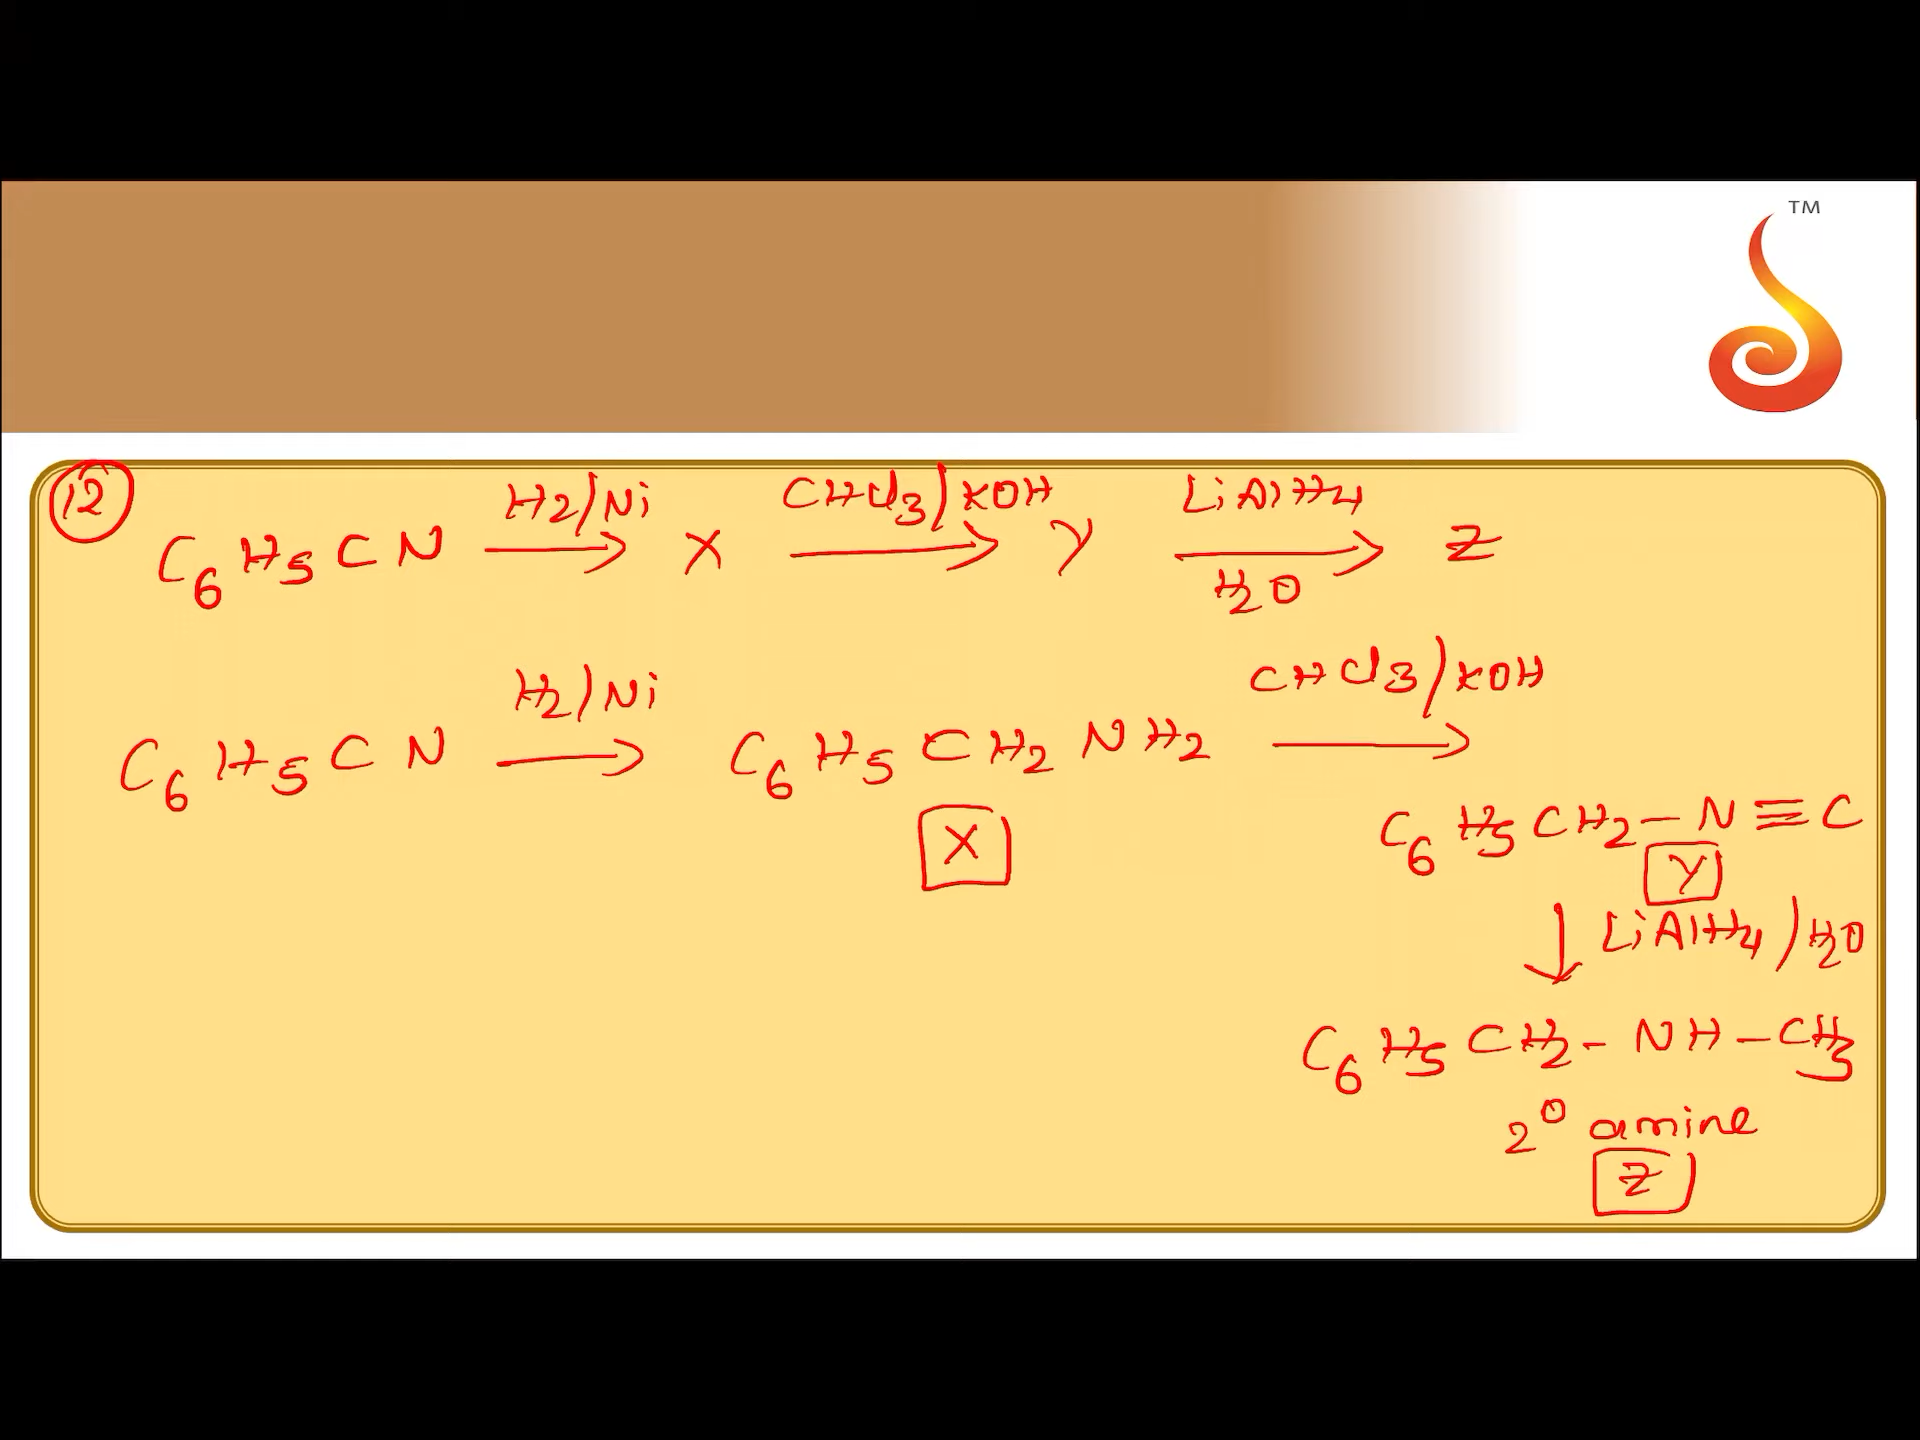 TM
12
C6H5CN H2/Ni → X CHCl3/KOH → Y LiAlH4 → H2O Z
C6H5CN H2/Ni → C6H5CH2NH2 CHCl3/KOH →
X
C6H5CH2-N≡C
Y
↓ LiAlH4/H2O
C6H5CH2-NH-CH3
2° amine
Z